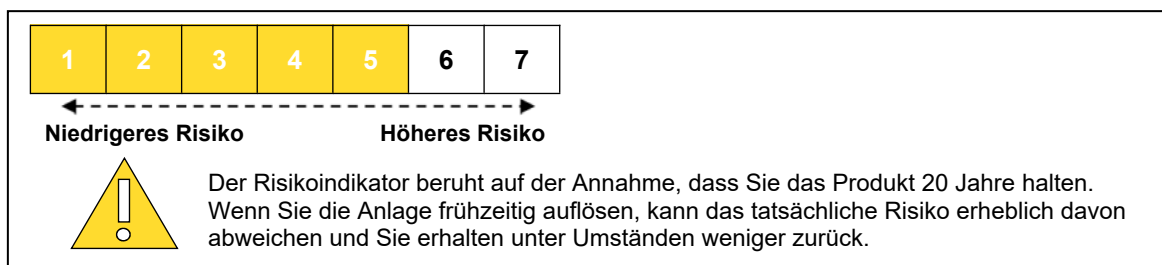 1 2 3 4 5 6 7
Niedrigeres Risiko Höheres Risiko
Der Risikoindikator beruht auf der Annahme, dass Sie das Produkt 20 Jahre halten.
Wenn Sie die Anlage frühzeitig auflösen, kann das tatsächliche Risiko erheblich davon
abweichen und Sie erhalten unter Umständen weniger zurück.